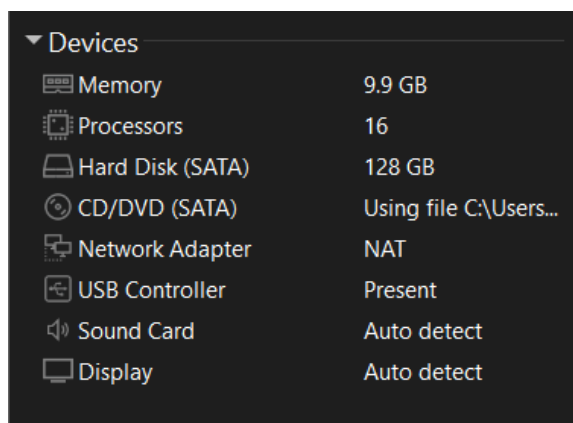 Devices
Memory 9.9 GB
Processors 16
Hard Disk (SATA) 128 GB
CD/DVD (SATA) Using file C:\Users...
Network Adapter NAT
USB Controller Present
Sound Card Auto detect
Display Auto detect